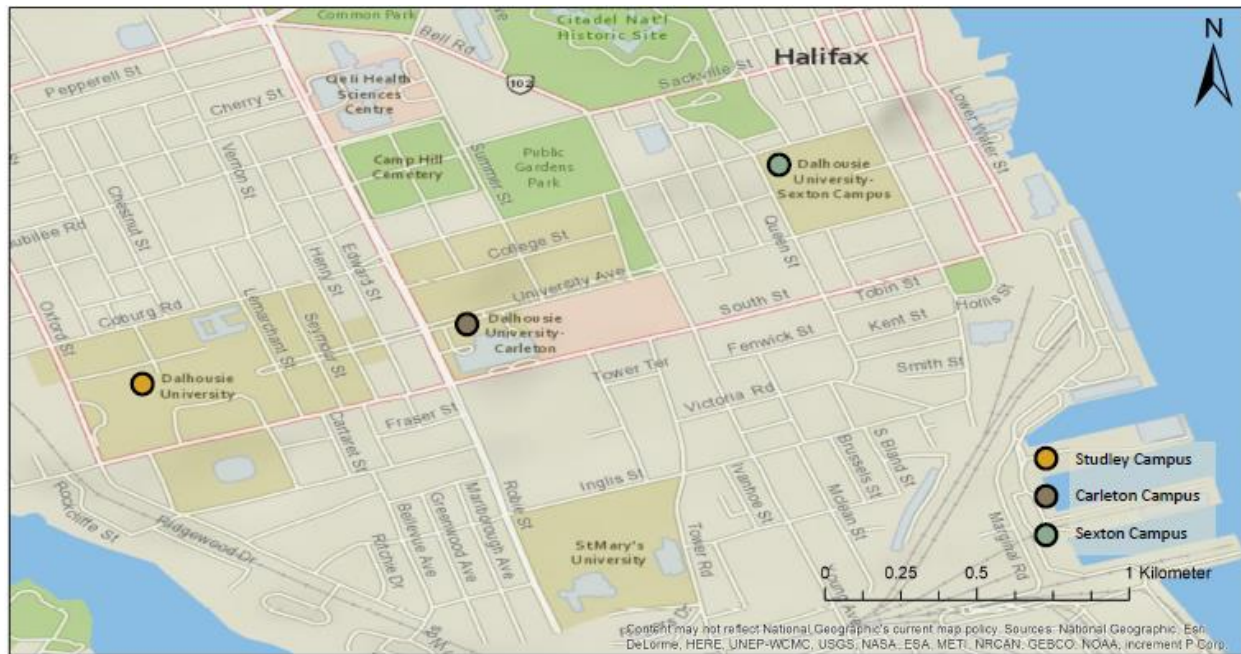 Common Park
Bell Rd
Citadel Nat'l
Historic Site
N
Halifax
102
Pepperell St
Sackville St
QeII Health
Sciences
Centre
Cherry St
Lower Water St
Camp Hill
Cemetery
Summer St
Public
Gardens
Park
Dalhousie
University-
Sexton Campus
Vernon St
Chestnut St
ubilee Rd
Henry St
Edward St
College St
Queen St
University Ave
South St
Tobin St
Hollis St
Oxford St
Coburg Rd
Lemarchant St
Seymour St
Dalhousie
University-
Carleton
Kent St
Fenwick St
Smith St
Tower Ter
Dalhousie
University
Victoria Rd
Fraser St
Cartaret St
Brussels St
S Bland St
Studley Campus
Carleton Campus
Sexton Campus
Inglis St
Ivanhoe St
Mclean St
Rockcliffe St
Ridgewood Dr
Ritchie Dr
Bellevue Ave
Greenwood Ave
Marlborough Ave
Robie St
StMary's
University
Tower Rd
Young Ave
Marginal Rd
0 0.25 0.5 1 Kilometer
Content may not reflect National Geographic's current map policy. Sources: National Geographic, Esri,
DeLorme, HERE, UNEP-WCMC, USGS, NASA, ESA, METI, NRCAN, GEBCO, NOAA, increment P Corp.